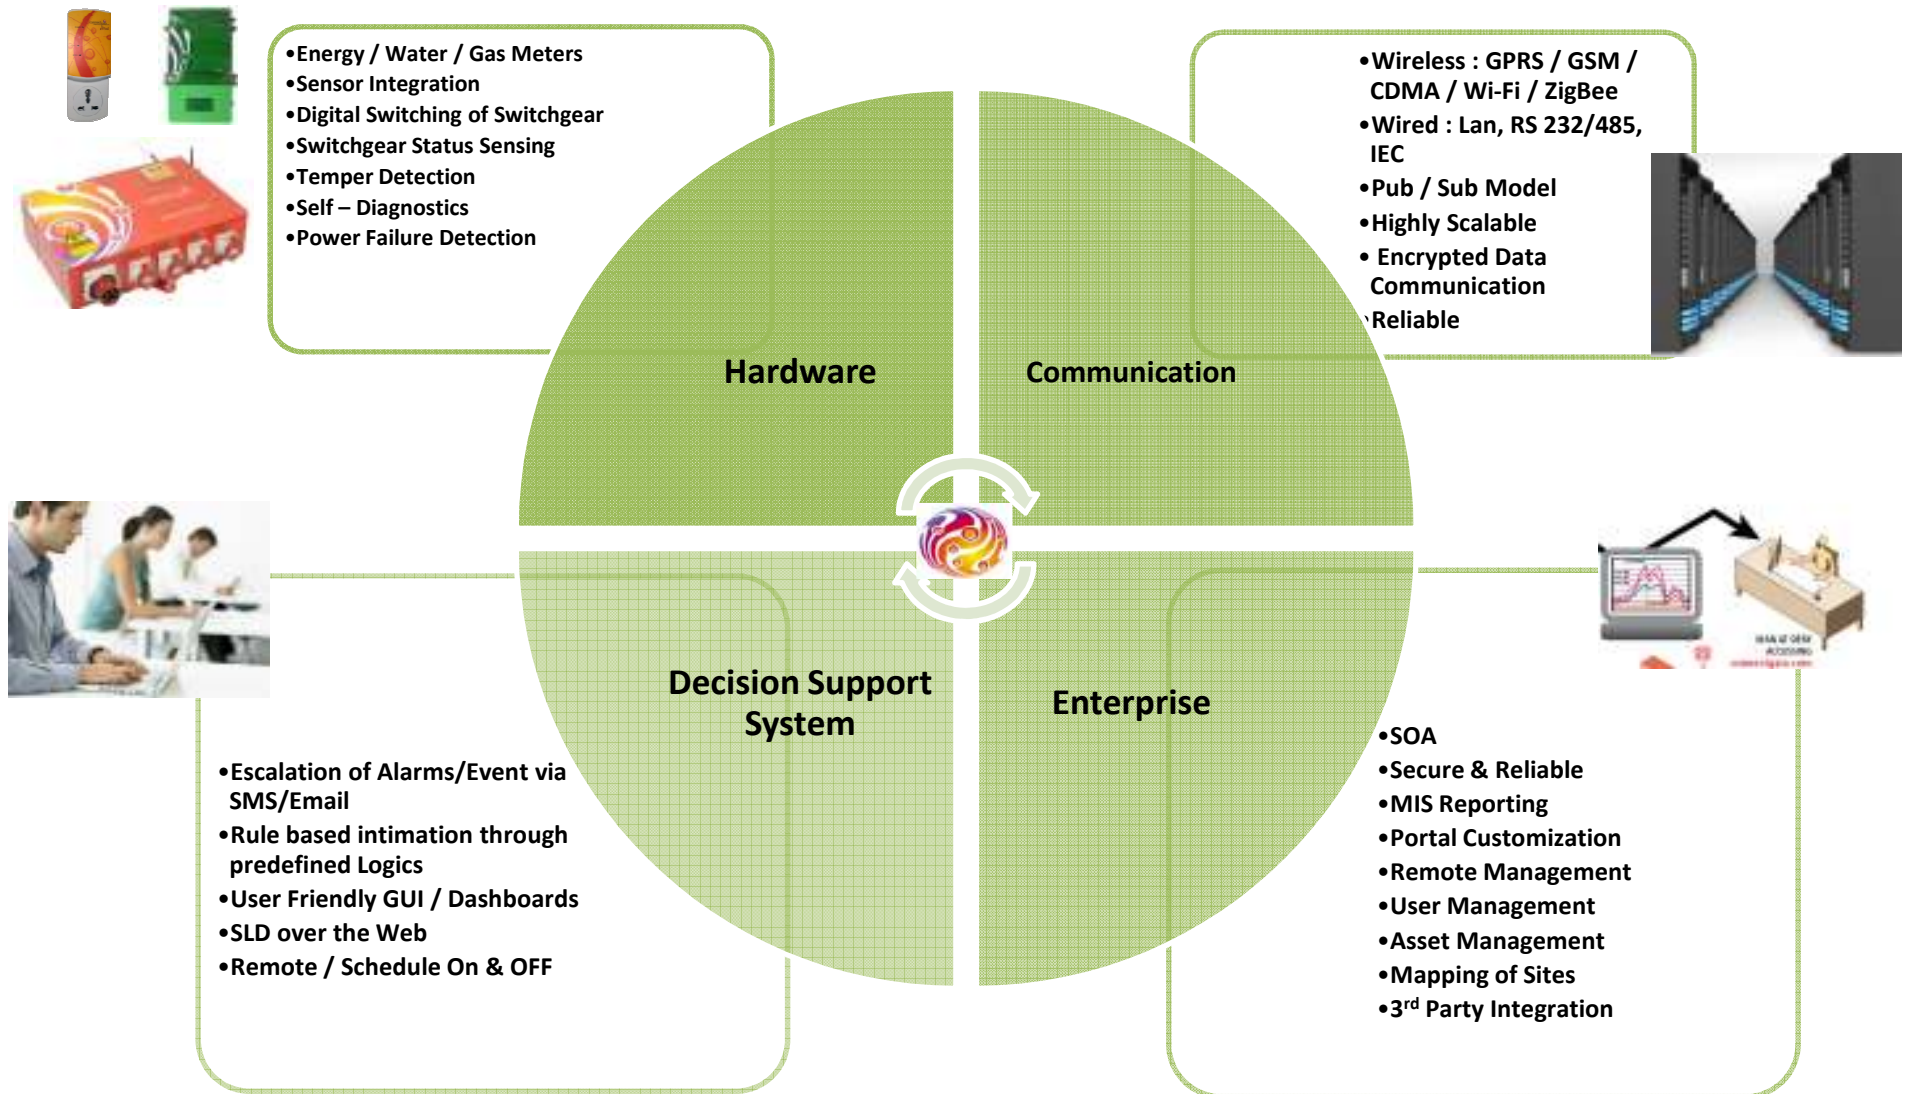 •Energy / Water / Gas Meters
•Sensor Integration
•Digital Switching of Switchgear
•Switchgear Status Sensing
•Temper Detection
•Self – Diagnostics
•Power Failure Detection
Hardware
•Wireless : GPRS / GSM /
CDMA / Wi-Fi / ZigBee
•Wired : Lan, RS 232/485,
IEC
•Pub / Sub Model
•Highly Scalable
• Encrypted Data
Communication
•Reliable
Communication
Decision Support
System
•Escalation of Alarms/Event via
SMS/Email
•Rule based intimation through
predefined Logics
•User Friendly GUI / Dashboards
•SLD over the Web
•Remote / Schedule On & OFF
Enterprise
MAN AT DESK
ACCESSING
•SOA
•Secure & Reliable
•MIS Reporting
•Portal Customization
•Remote Management
•User Management
•Asset Management
•Mapping of Sites
•3rd Party Integration